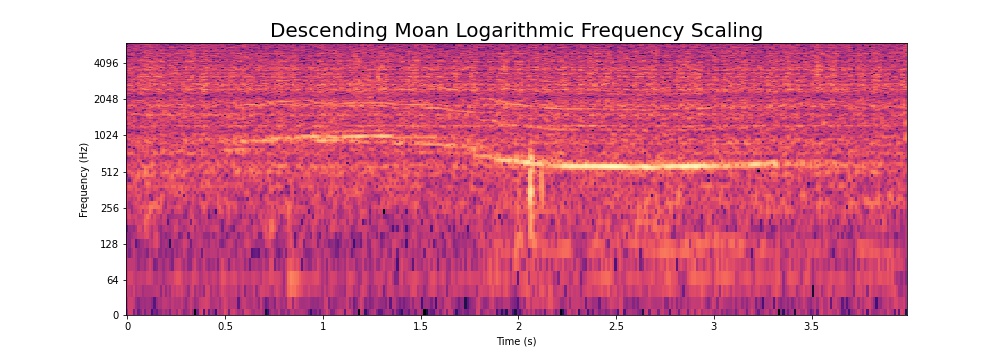 Descending Moan Logarithmic Frequency Scaling
4096
2048
1024
512
256
128
64
0
Frequency (Hz)
0 0.5 1 1.5 2 2.5 3 3.5
Time (s)